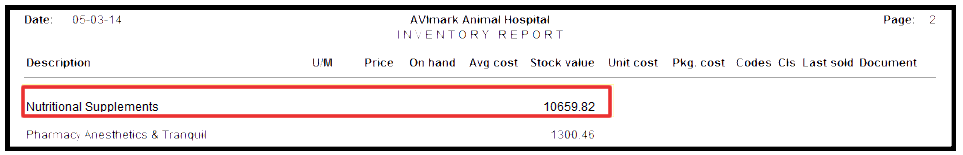 Date: 05-03-14 AVImark Animal Hospital Page: 2
INVENTORY REPORT
Description U/M Price On hand Avg cost Stock value Unit cost Pkg. cost Codes Cls Last sold Document
Nutritional Supplements 10659.82
Pharmacy Anesthetics & Tranquil 1300.46